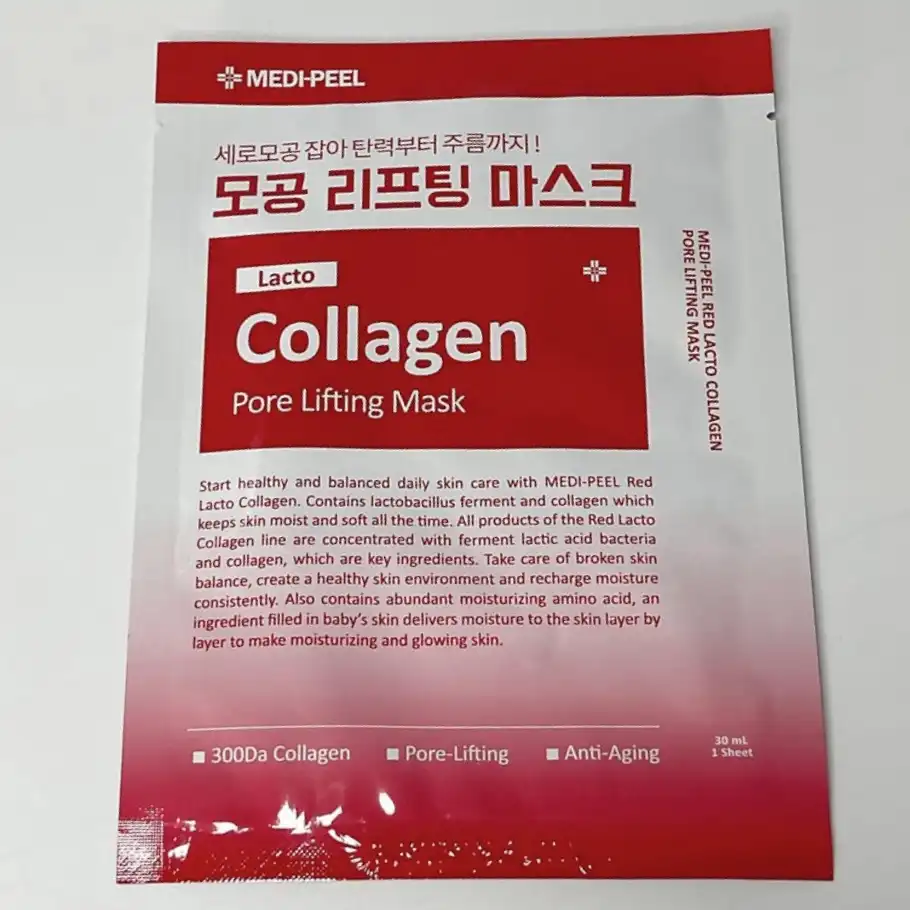 MEDI-PEEL
세로모공 잡아 탄력부터 주름까지!
모공 리프팅 마스크
Lacto
Collagen
Pore Lifting Mask
MEDI-PEEL RED LACTO COLLAGEN
PORE LIFTING MASK
Start healthy and balanced daily skin care with MEDI-PEEL Red
Lacto Collagen. Contains lactobacillus ferment and collagen which
keeps skin moist and soft all the time. All products of the Red Lacto
Collagen line are concentrated with ferment lactic acid bacteria
and collagen, which are key ingredients. Take care of broken skin
balance, create a healthy skin environment and recharge moisture
consistently. Also contains abundant moisturizing amino acid, an
ingredient filled in baby's skin delivers moisture to the skin layer by
layer to make moisturizing and glowing skin.
300Da Collagen
Pore-Lifting
Anti-Aging
30 mL
1 Sheet